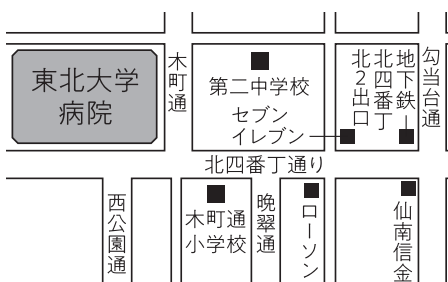 東北大学
病院
木町通
第二中学校
セブン
イレブン
地下鉄
北四番丁
北2出口
勾当台通
北四番丁通り
西公園通
木町通
小学校
晩翠通
ローソン
仙南信金